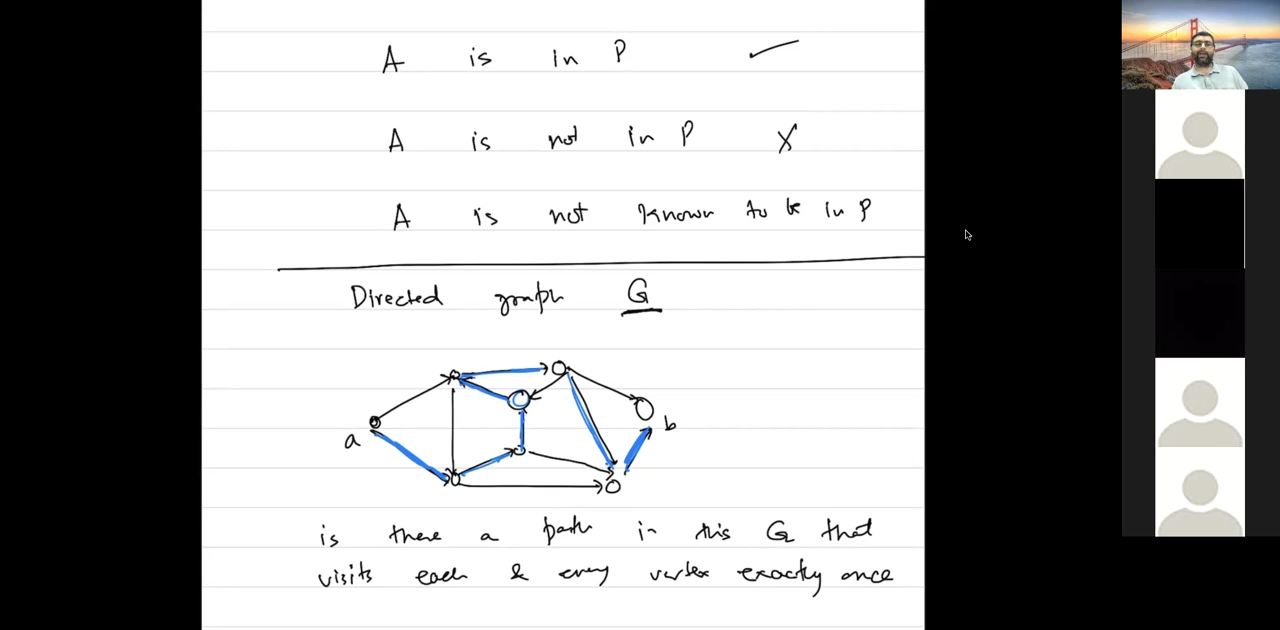 A is in P ✓
A is not in P X
A is not known to be in P
Directed graph G
a
b
is there a path in this G that
visits each & every vertex exactly once